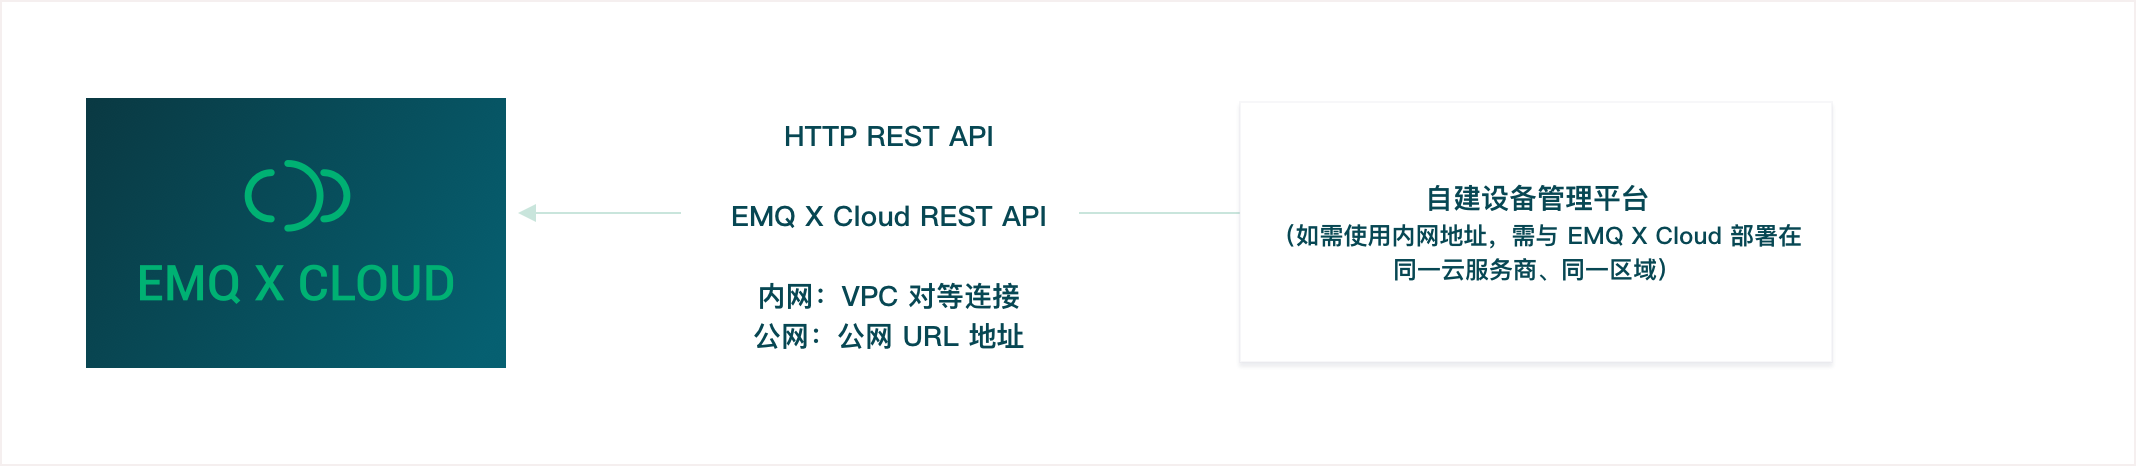 EMQ X CLOUD
HTTP REST API
EMQ X Cloud REST API
内网：VPC 对等连接
公网：公网 URL 地址
自建设备管理平台
（如需使用内网地址，需与 EMQ X Cloud 部署在
同一云服务商、同一区域）